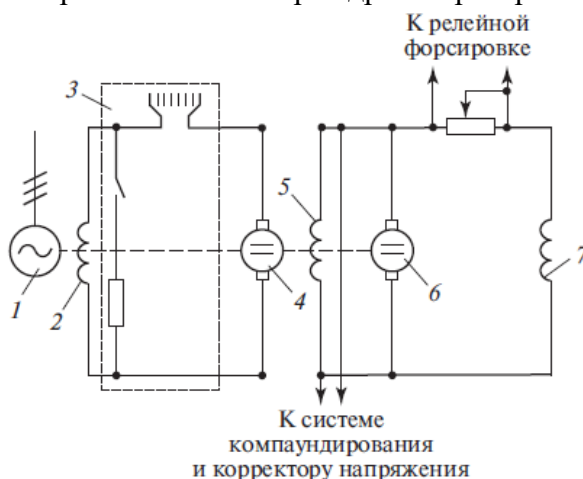 К релейной
форсировке
3
5
1
2
4
6
7
К системе
компаундирования
и корректору напряжения